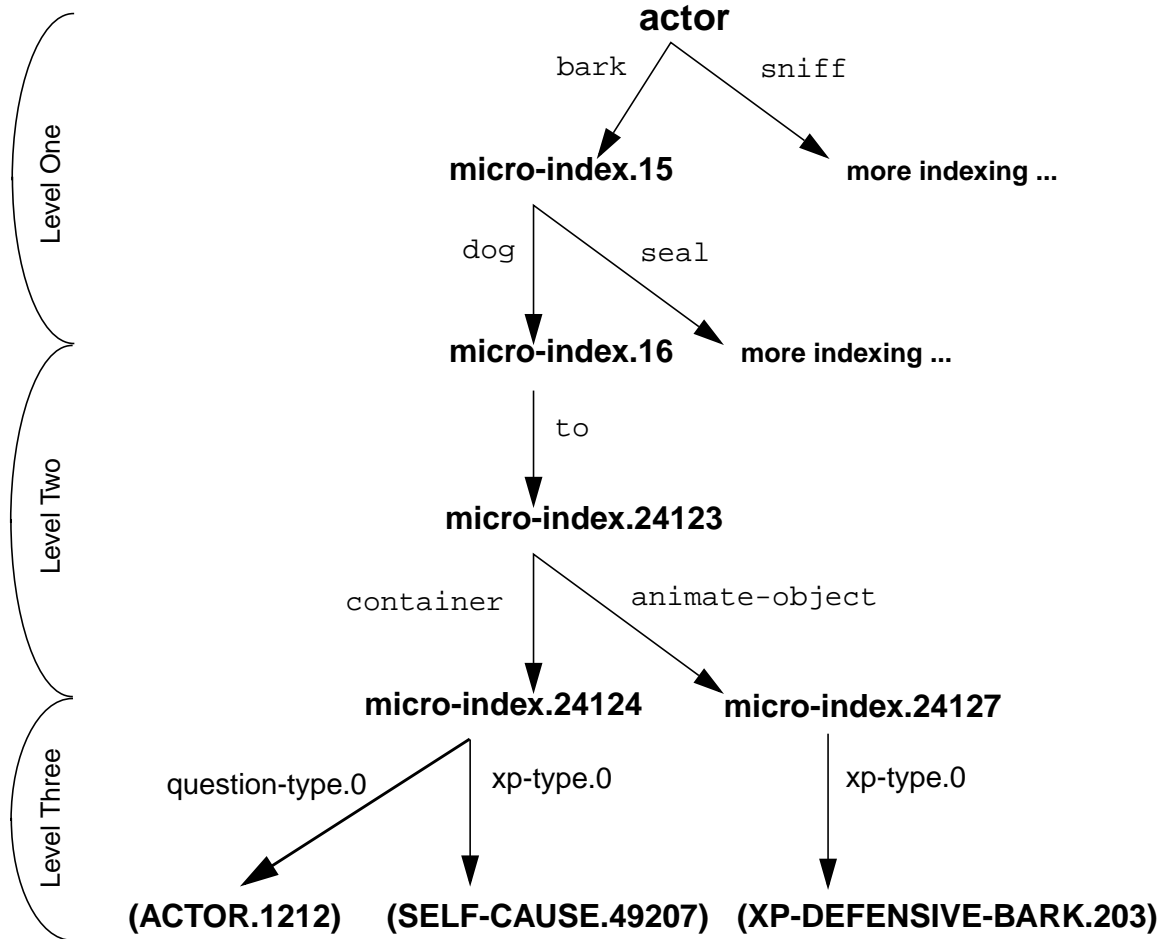 actor
bark
sniff
Level One
micro-index.15
more indexing ...
dog
seal
micro-index.16
more indexing ...
to
Level Two
micro-index.24123
container
animate-object
micro-index.24124
micro-index.24127
Level Three
question-type.0
xp-type.0
xp-type.0
(ACTOR.1212)
(SELF-CAUSE.49207)
(XP-DEFENSIVE-BARK.203)